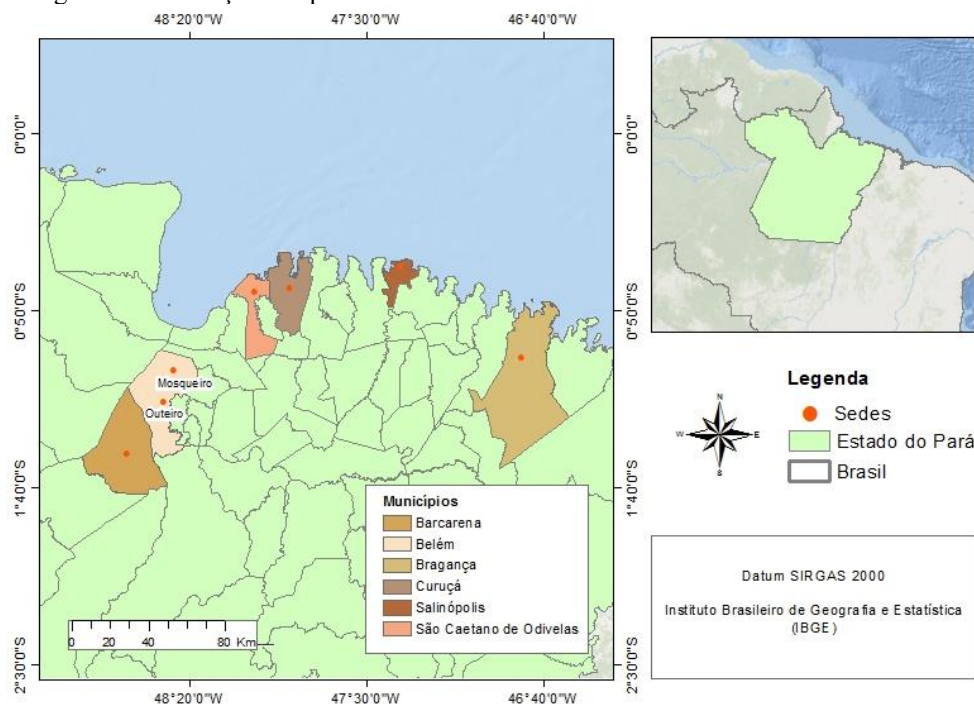 48°20'0"W 47°30'0"W 46°40'0"W
0°0'0"
0°50'0"S
1°40'0"S
2°30'0"S
Mosqueiro
Outeiro
Municípios
Barcarena
Belém
Bragança
Curuçá
Salinópolis
São Caetano de Odivelas
0 20 40 80 Km
48°20'0"W 47°30'0"W 46°40'0"W
0°0'0"
0°50'0"S
1°40'0"S
2°30'0"S
Legenda
N
W E
S
Sedes
Estado do Pará
Brasil
Datum SIRGAS 2000
Instituto Brasileiro de Geografia e Estatística
(IBGE)